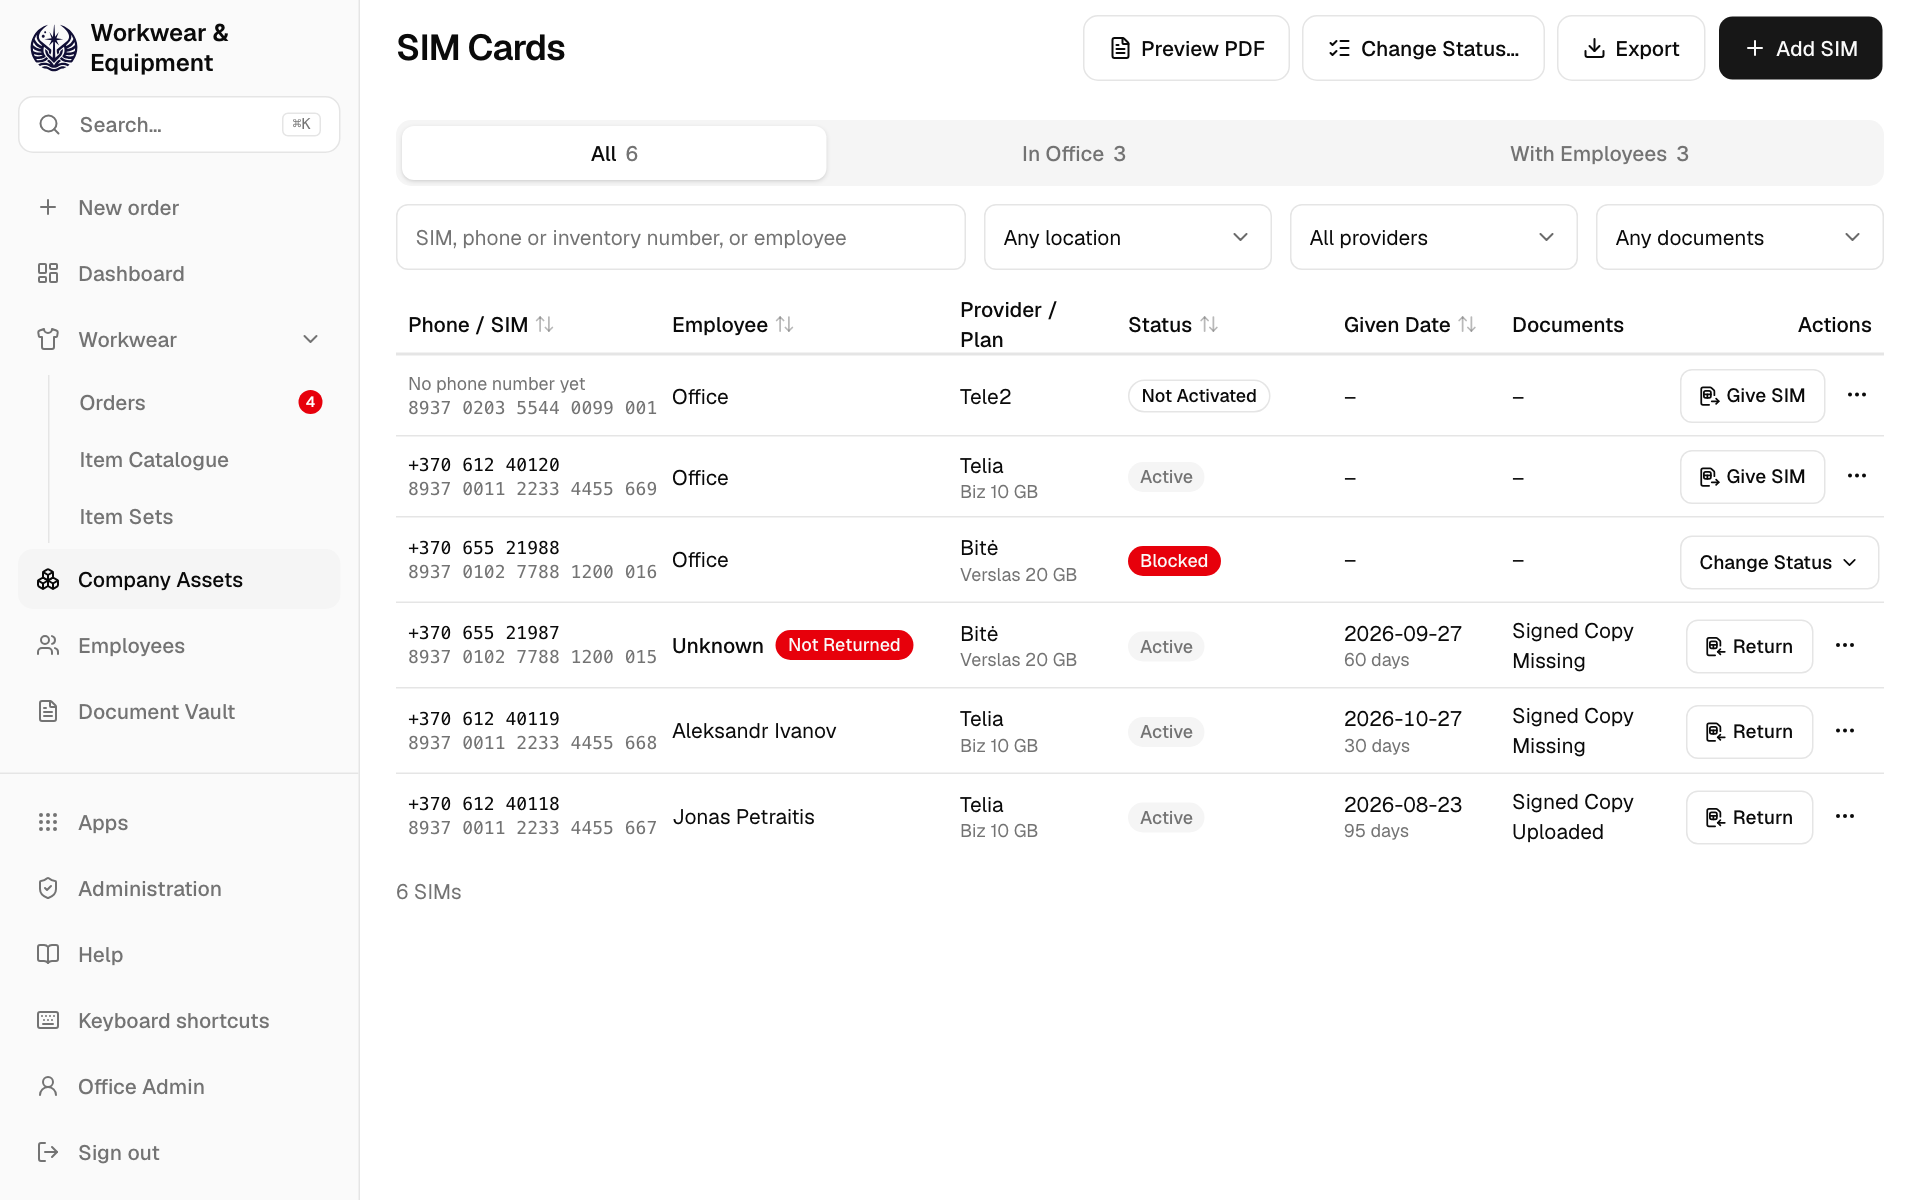 Workwear &
Equipment
Search...
⌘K
New order
Dashboard
Workwear
Orders
4
Item Catalogue
Item Sets
Company Assets
Employees
Document Vault
Apps
Administration
Help
Keyboard shortcuts
Office Admin
Sign out
SIM Cards
Preview PDF
Change Status...
Export
Add SIM
All 6
In Office 3
With Employees 3
SIM, phone or inventory number, or employee
Any location
All providers
Any documents
Phone / SIM
Employee
Provider /
Plan
Status
Given Date
Documents
Actions
No phone number yet
8937 0203 5544 0099 001
Office
Tele2
Not Activated
–
–
Give SIM
+370 612 40120
8937 0011 2233 4455 669
Office
Telia
Biz 10 GB
Active
–
–
Give SIM
+370 655 21988
8937 0102 7788 1200 016
Office
Bitė
Verslas 20 GB
Blocked
–
–
Change Status
+370 655 21987
8937 0102 7788 1200 015
Unknown
Not Returned
Bitė
Verslas 20 GB
Active
2026-09-27
60 days
Signed Copy
Missing
Return
+370 612 40119
8937 0011 2233 4455 668
Aleksandr Ivanov
Telia
Biz 10 GB
Active
2026-10-27
30 days
Signed Copy
Missing
Return
+370 612 40118
8937 0011 2233 4455 667
Jonas Petraitis
Telia
Biz 10 GB
Active
2026-08-23
95 days
Signed Copy
Uploaded
Return
6 SIMs